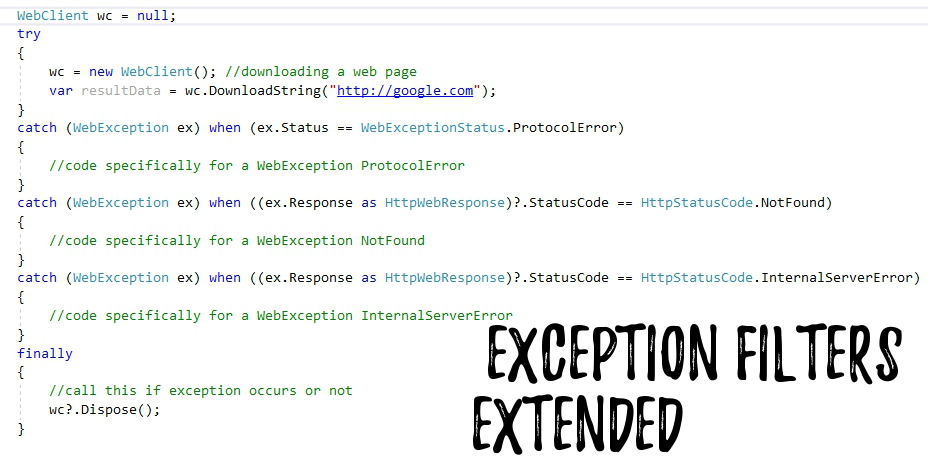 WebClient wc = null;
try
{
    wc = new WebClient(); //downloading a web page
    var resultData = wc.DownloadString("http://google.com");
}
catch (WebException ex) when (ex.Status == WebExceptionStatus.ProtocolError)
{
    //code specifically for a WebException ProtocolError
}
catch (WebException ex) when ((ex.Response as HttpWebResponse)?.StatusCode == HttpStatusCode.NotFound)
{
    //code specifically for a WebException NotFound
}
catch (WebException ex) when ((ex.Response as HttpWebResponse)?.StatusCode == HttpStatusCode.InternalServerError)
{
    //code specifically for a WebException InternalServerError
}
finally
{
    //call this if exception occurs or not
    wc?.Dispose();
}
EXCEPTION FILTERS
EXTENDED